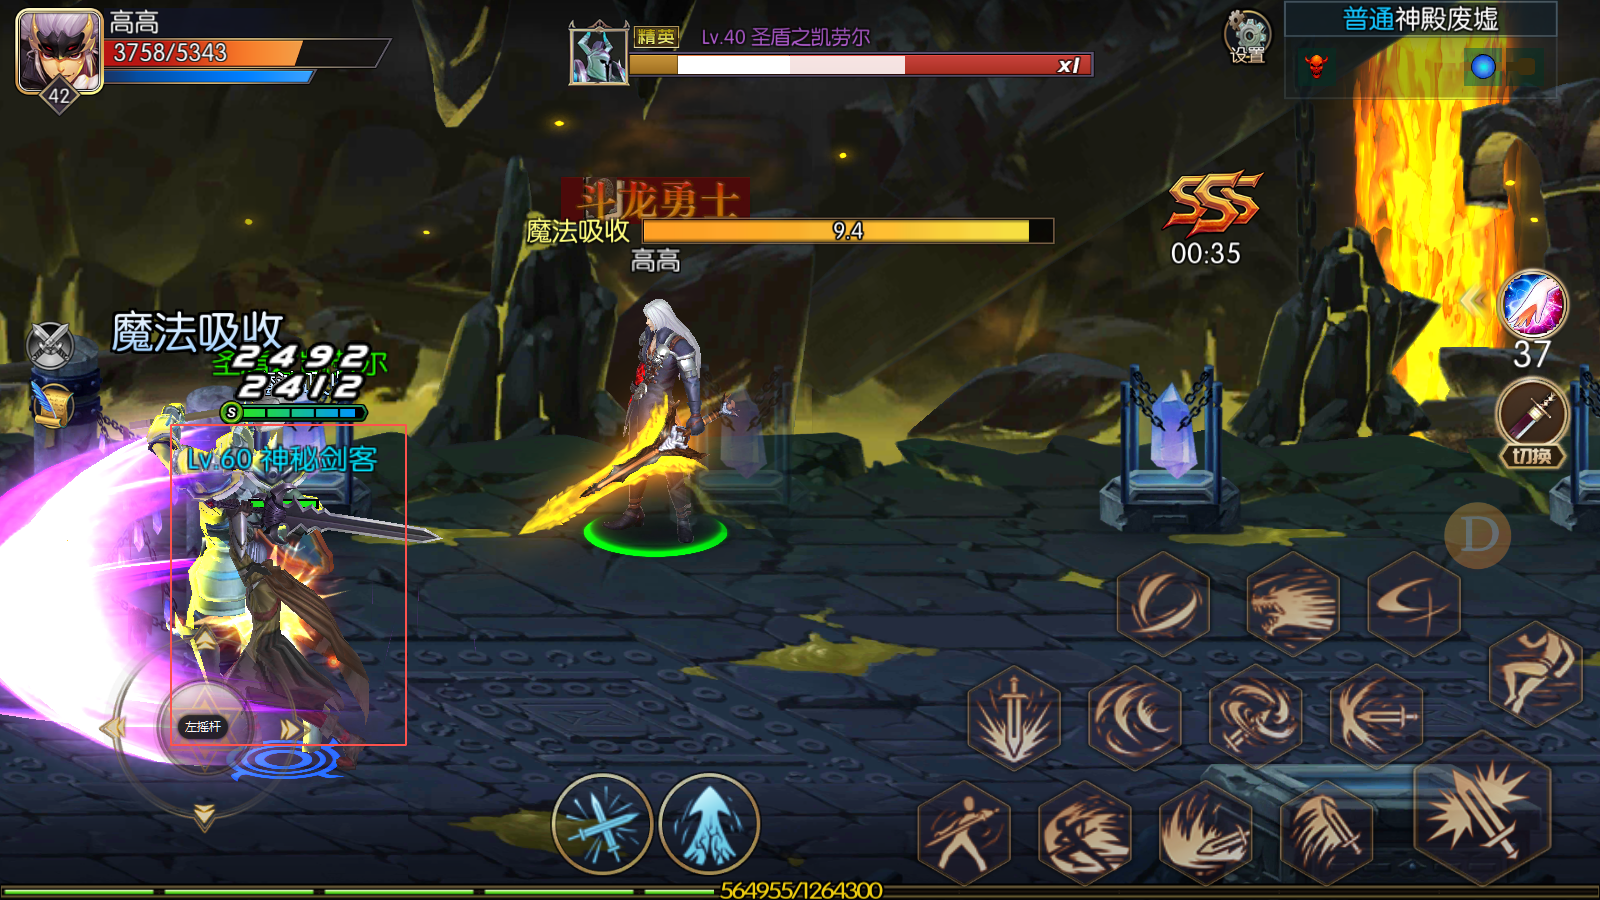 高高
3758/5343
42
精英
Lv.40 圣盾之凯劳尔
x1
设置
普通神殿废墟
斗龙勇士
魔法吸收
9.4
高高
SSS
00:35
37
切换
D
魔法吸收
2492
2412
S
Lv.60 神秘剑客
左摇杆
564955/1264300